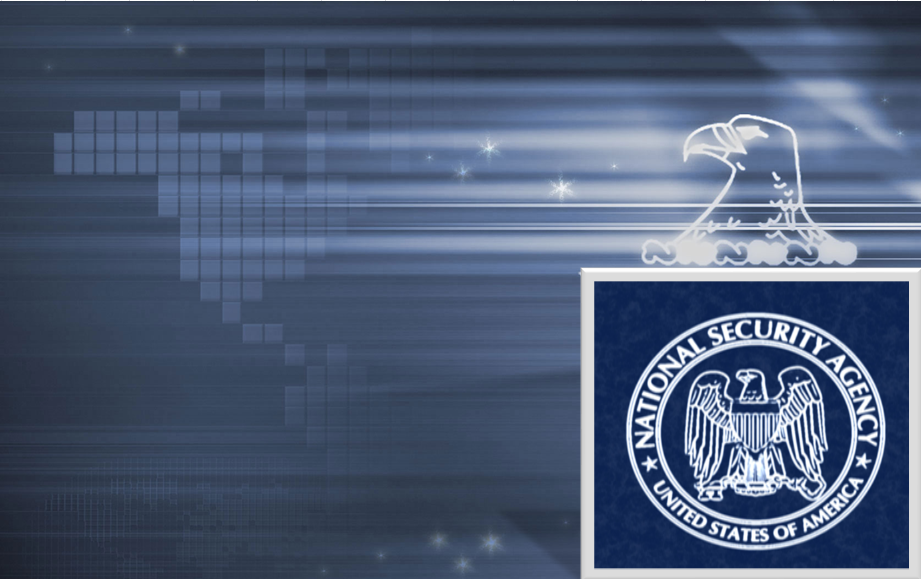 NATIONAL SECURITY AGENCY
UNITED STATES OF AMERICA